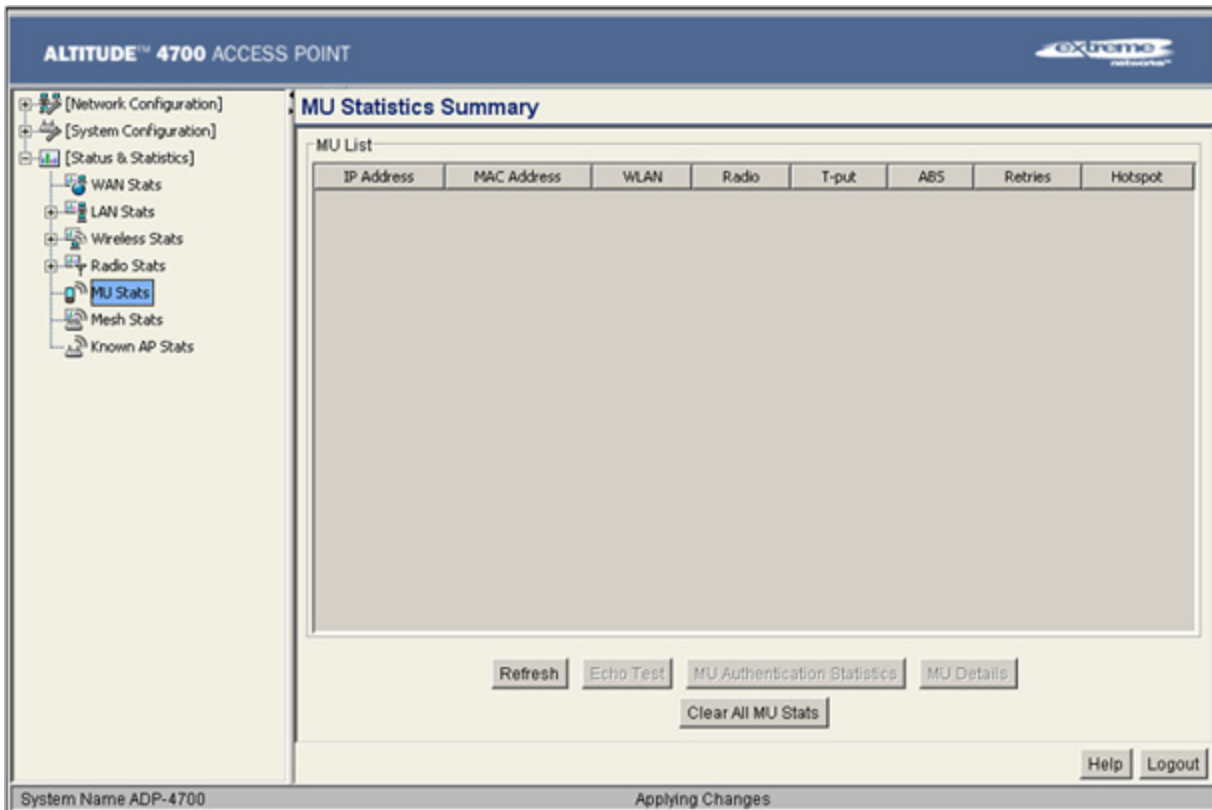 ALTITUDE™ 4700 ACCESS POINT
extreme
networks™
[Network Configuration]
[System Configuration]
[Status & Statistics]
WAN Stats
LAN Stats
Wireless Stats
Radio Stats
MU Stats
Mesh Stats
Known AP Stats
MU Statistics Summary
MU List
IP Address MAC Address WLAN Radio T-put ABS Retries Hotspot
Refresh Echo Test MU Authentication Statistics MU Details
Clear All MU Stats
Help Logout
System Name ADP-4700 Applying Changes